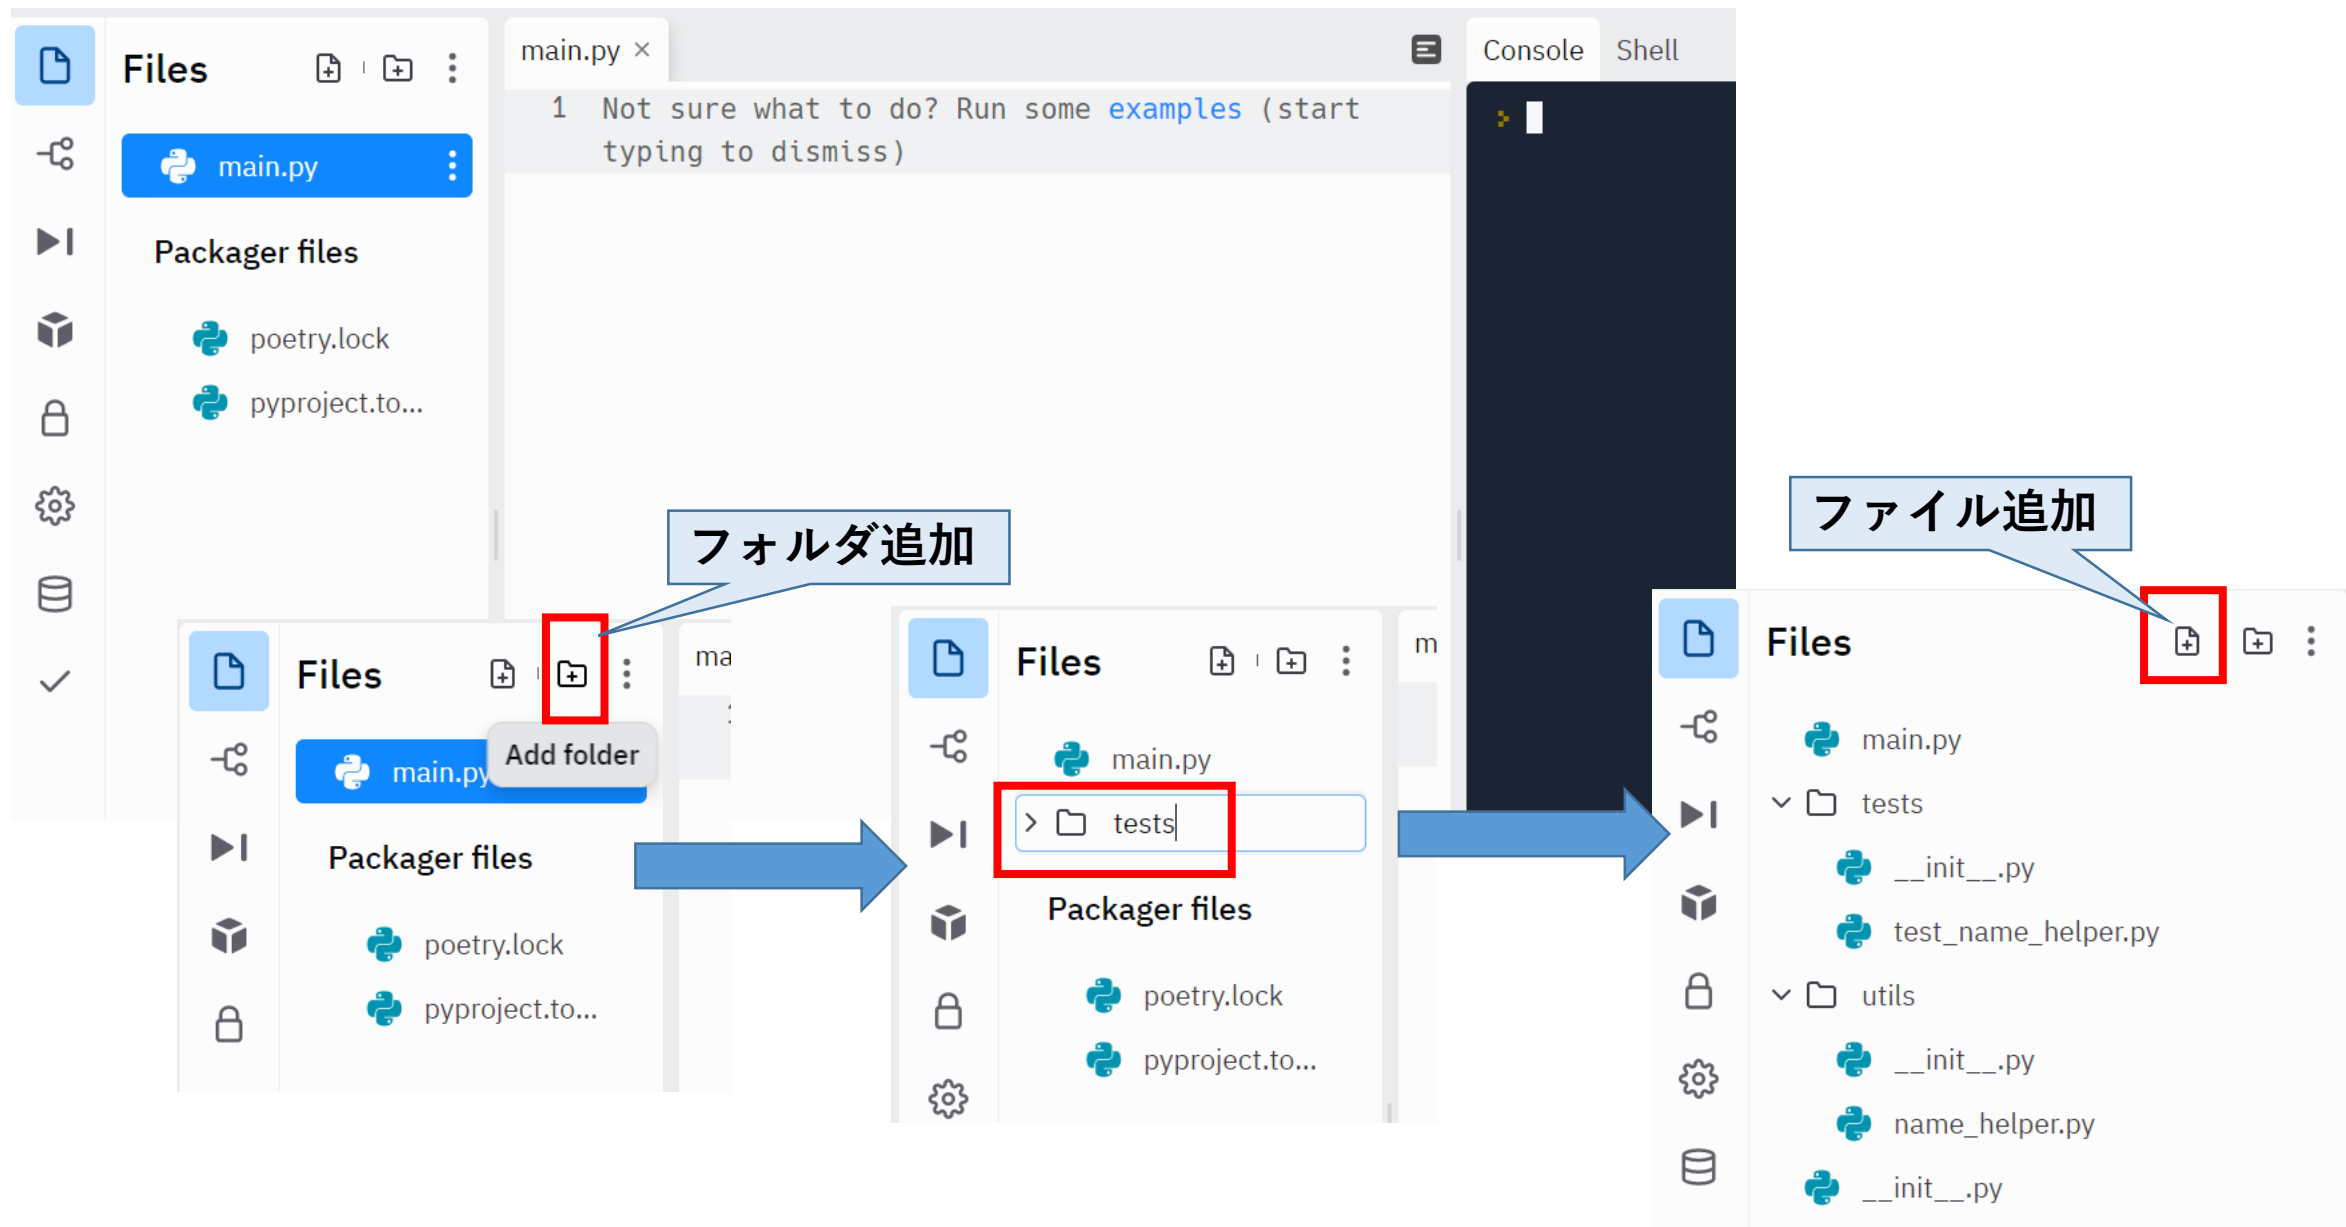 Files
main.py
Packager files
poetry.lock
pyproject.to...
main.py ×
1 Not sure what to do? Run some examples (start
typing to dismiss)
Console Shell
フォルダ追加
Files
main.py
Add folder
Packager files
poetry.lock
pyproject.to...
ma
Files
main.py
tests
Packager files
poetry.lock
pyproject.to...
m
ファイル追加
Files
main.py
tests
__init__.py
test_name_helper.py
utils
__init__.py
name_helper.py
__init__.py